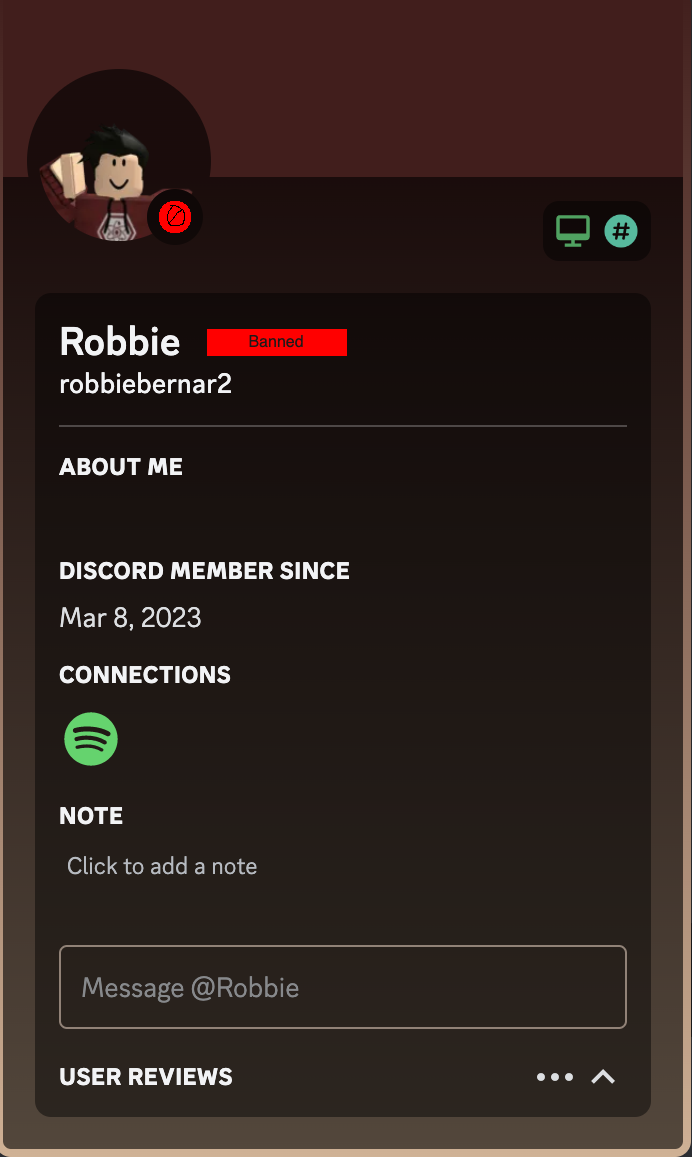 #
Robbie Banned
robbiebernar2
ABOUT ME
DISCORD MEMBER SINCE
Mar 8, 2023
CONNECTIONS
NOTE
Click to add a note
Message @Robbie
USER REVIEWS